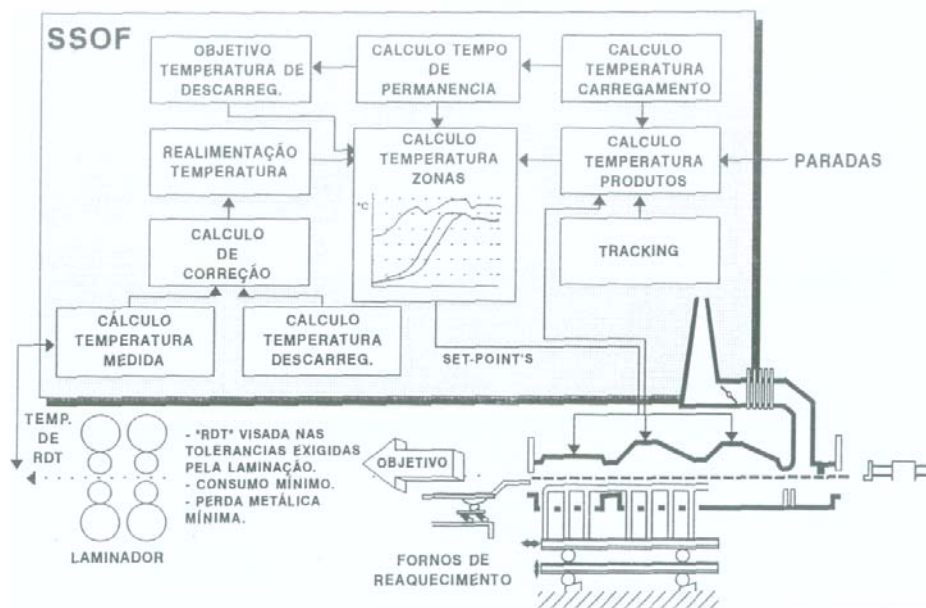 SSOF
OBJETIVO
TEMPERATURA DE
DESCARREG.
CALCULO TEMPO
DE
PERMANENCIA
CALCULO
TEMPERATURA
CARREGAMENTO
REALIMENTAÇÃO
TEMPERATURA
CALCULO
TEMPERATURA
ZONAS
°C
CALCULO
TEMPERATURA
PRODUTOS
PARADAS
CALCULO
DE
CORREÇÃO
TRACKING
CÁLCULO
TEMPERATURA
MEDIDA
CALCULO
TEMPERATURA
DESCARREG.
SET-POINT'S
TEMP.
DE
RDT
- "RDT" VISADA NAS
TOLERANCIAS EXIGIDAS
PELA LAMINAÇÃO.
- CONSUMO MÍNIMO.
- PERDA METÁLICA
MÍNIMA.
OBJETIVO
LAMINADOR
FORNOS DE
REAQUECIMENTO